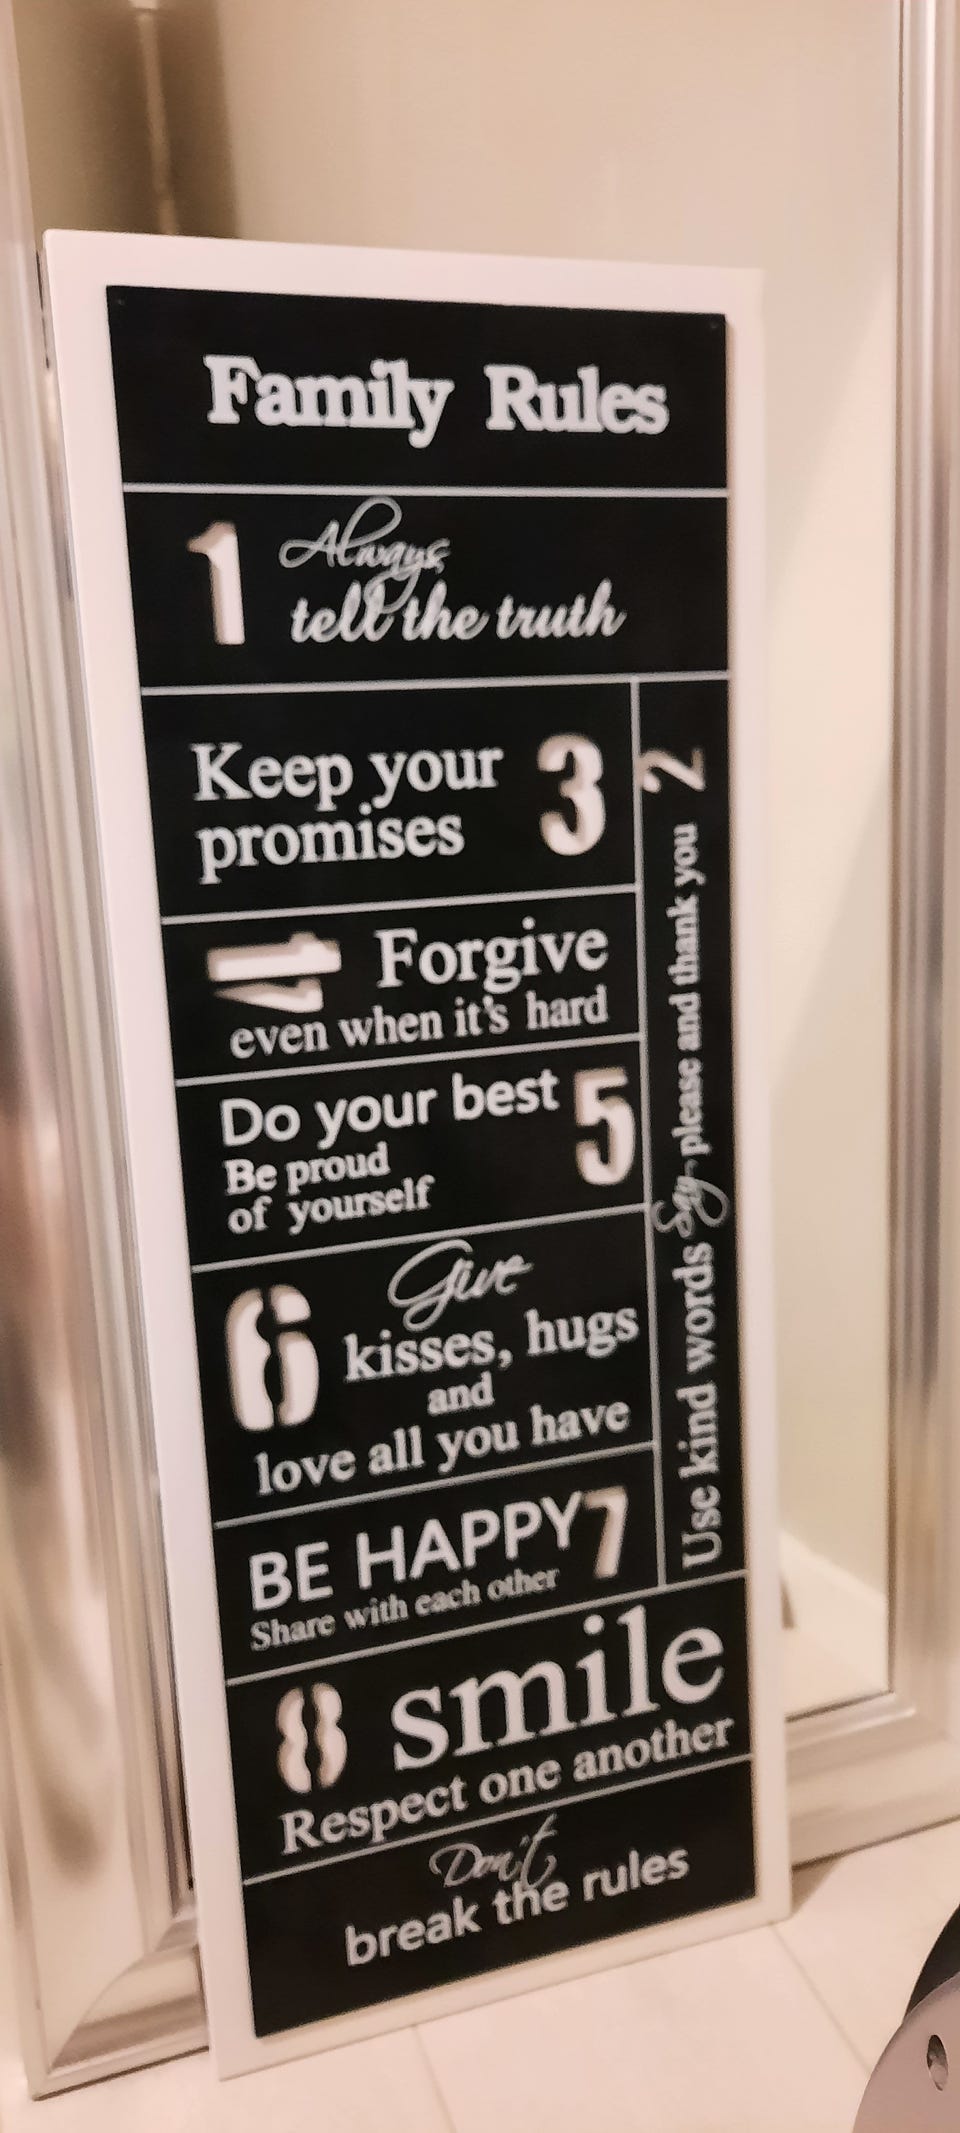 Family Rules
1 Always
tell the truth
2 Use kind words Say please and thank you
Keep your
promises 3
4 Forgive
even when it's hard
Do your best 5
Be proud
of yourself
6 Give
kisses, hugs
and
love all you have
BE HAPPY 7
Share with each other
8 smile
Respect one another
Don't
break the rules